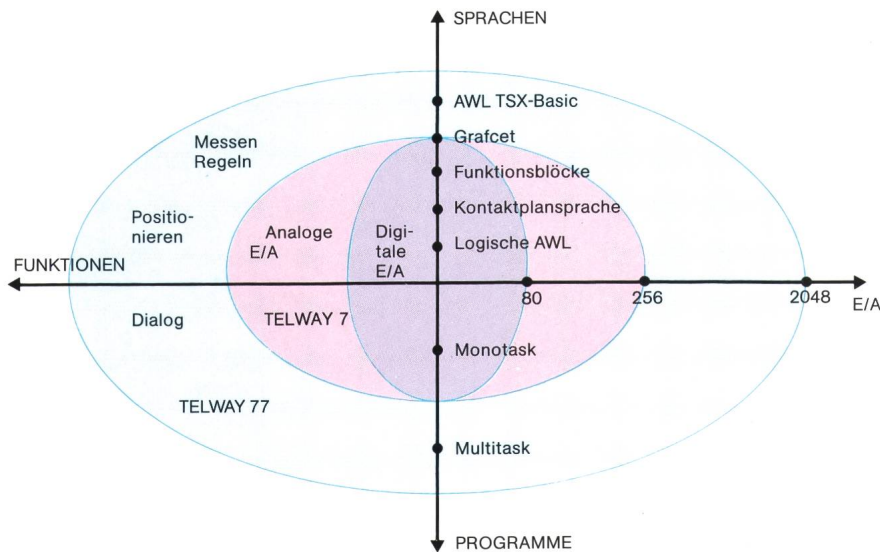 SPRACHEN
AWL TSX-Basic
Grafcet
Messen
Regeln
Funktionsblöcke
Kontaktplansprache
Positio-
nieren
Analoge
E/A
Digi-
tale
E/A
Logische AWL
FUNKTIONEN
80
256
2048
E/A
Dialog
TELWAY 7
Monotask
TELWAY 77
Multitask
PROGRAMME